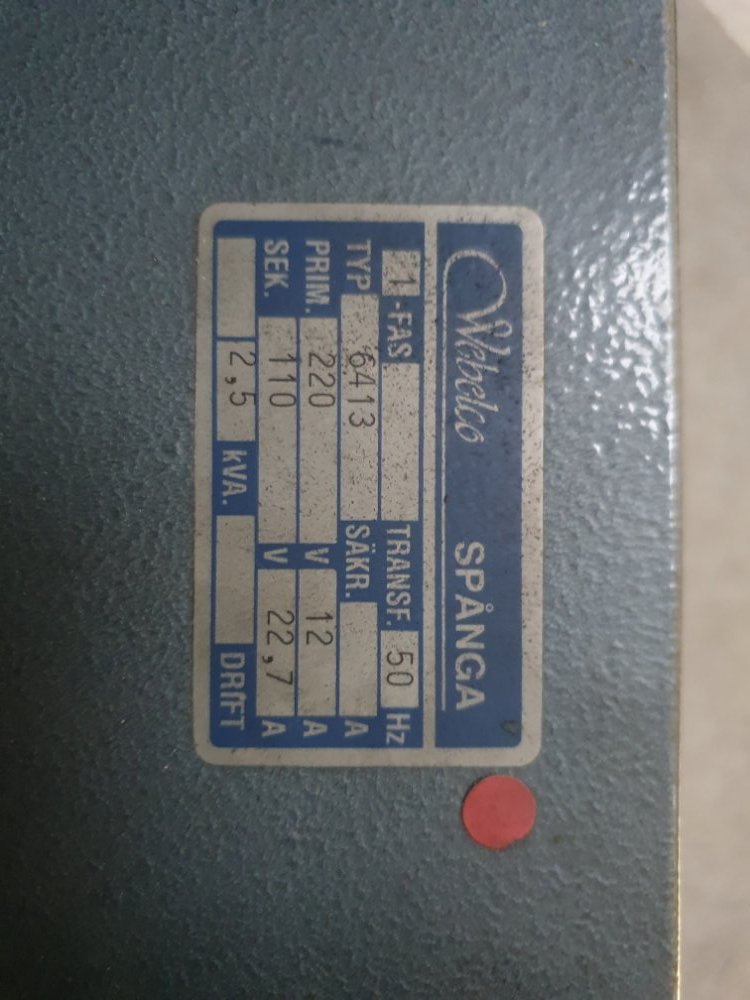 Webelco SPÅNGA
1-FAS TRANSF. 50 Hz
TYP 6413 SÄKR. A
PRIM. 220 V 12 A
SEK. 110 V 22,7 A
2,5 KVA. DRIFT